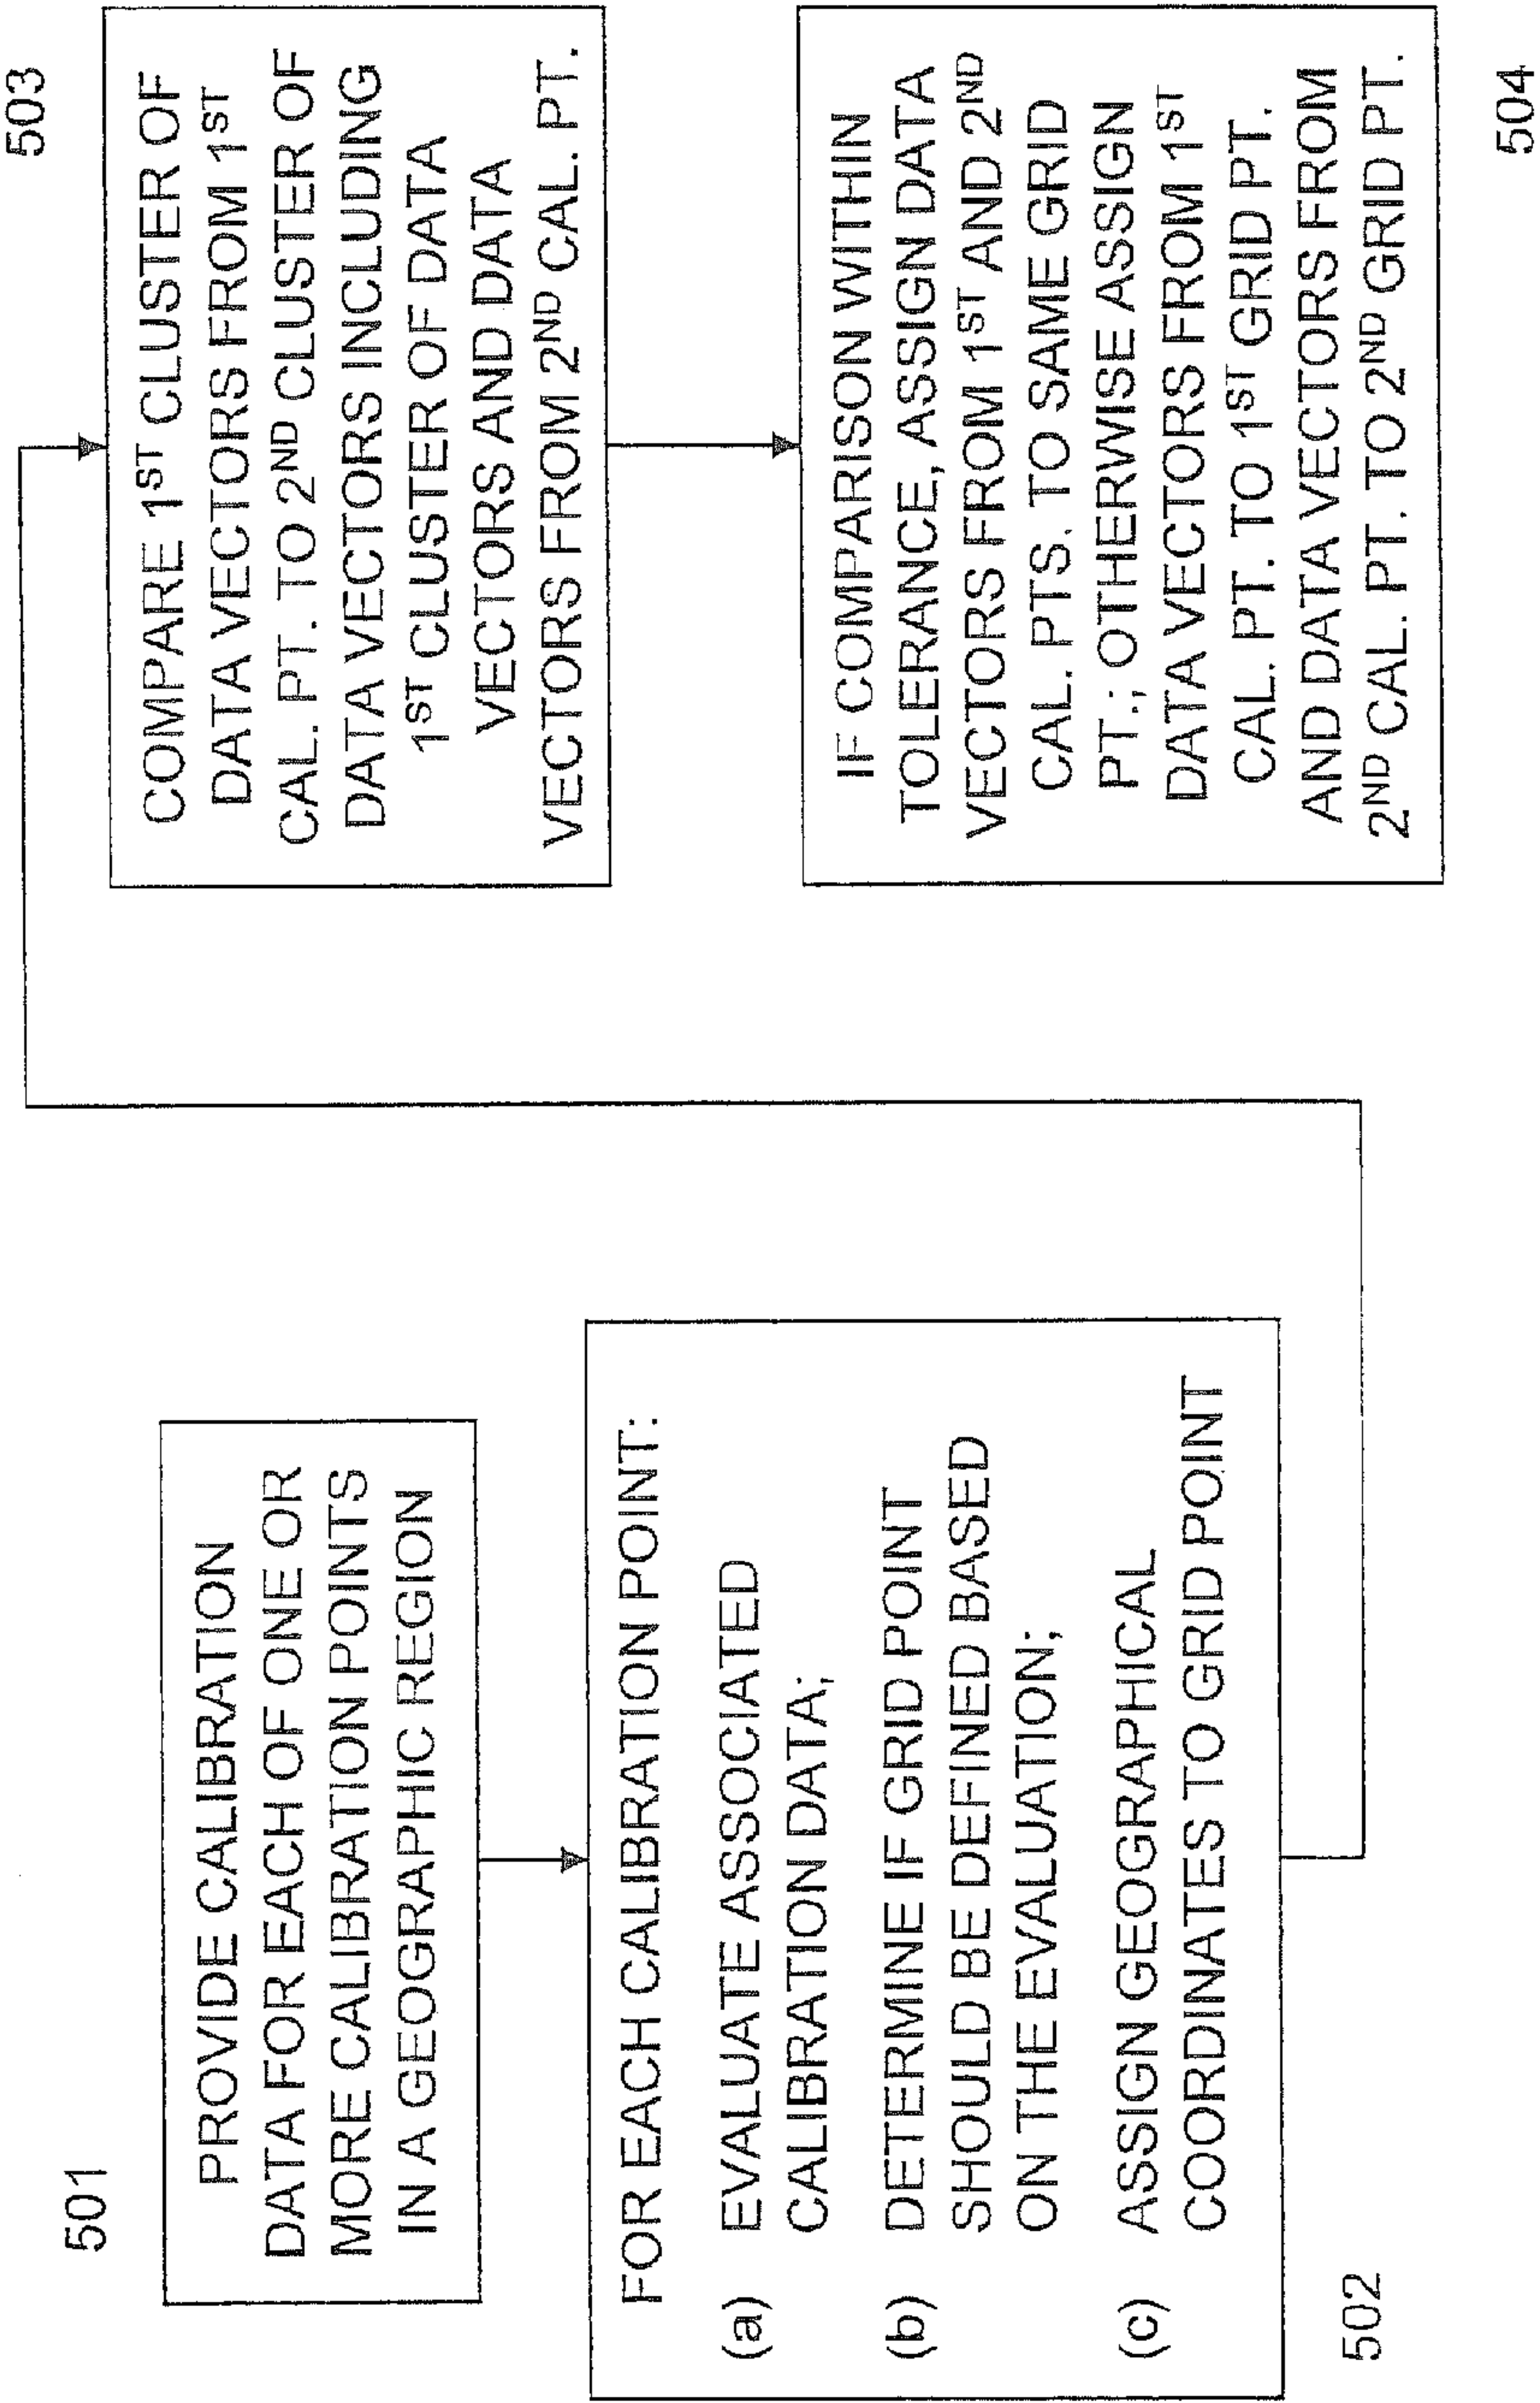 501
PROVIDE CALIBRATION
DATA FOR EACH OF ONE OR
MORE CALIBRATION POINTS
IN A GEOGRAPHIC REGION
FOR EACH CALIBRATION POINT:
(a) EVALUATE ASSOCIATED
CALIBRATION DATA;
(b) DETERMINE IF GRID POINT
SHOULD BE DEFINED BASED
ON THE EVALUATION;
(c) ASSIGN GEOGRAPHICAL
COORDINATES TO GRID POINT
502
503
COMPARE 1ST CLUSTER OF
DATA VECTORS FROM 1ST
CAL. PT. TO 2ND CLUSTER OF
DATA VECTORS INCLUDING
1ST CLUSTER OF DATA
VECTORS AND DATA
VECTORS FROM 2ND CAL. PT.
IF COMPARISON WITHIN
TOLERANCE, ASSIGN DATA
VECTORS FROM 1ST AND 2ND
CAL. PTS. TO SAME GRID
PT.; OTHERWISE ASSIGN
DATA VECTORS FROM 1ST
CAL. PT. TO 1ST GRID PT.
AND DATA VECTORS FROM
2ND CAL. PT. TO 2ND GRID PT.
504